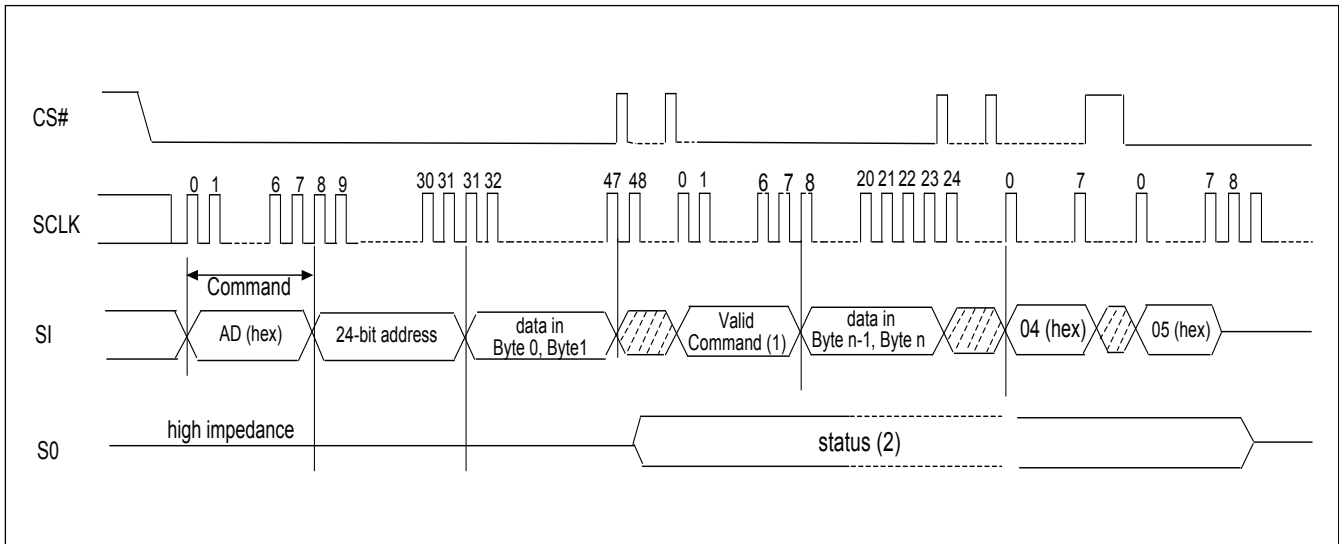 CS#
0 1 6 7 8 9 30 31 31 32 47 48 0 1 6 7 8 20 21 22 23 24 0 7 0 7 8
SCLK
Command
SI
AD (hex)
24-bit address
data in
Byte 0, Byte1
Valid
Command (1)
data in
Byte n-1, Byte n
04 (hex)
05 (hex)
high impedance
S0
status (2)